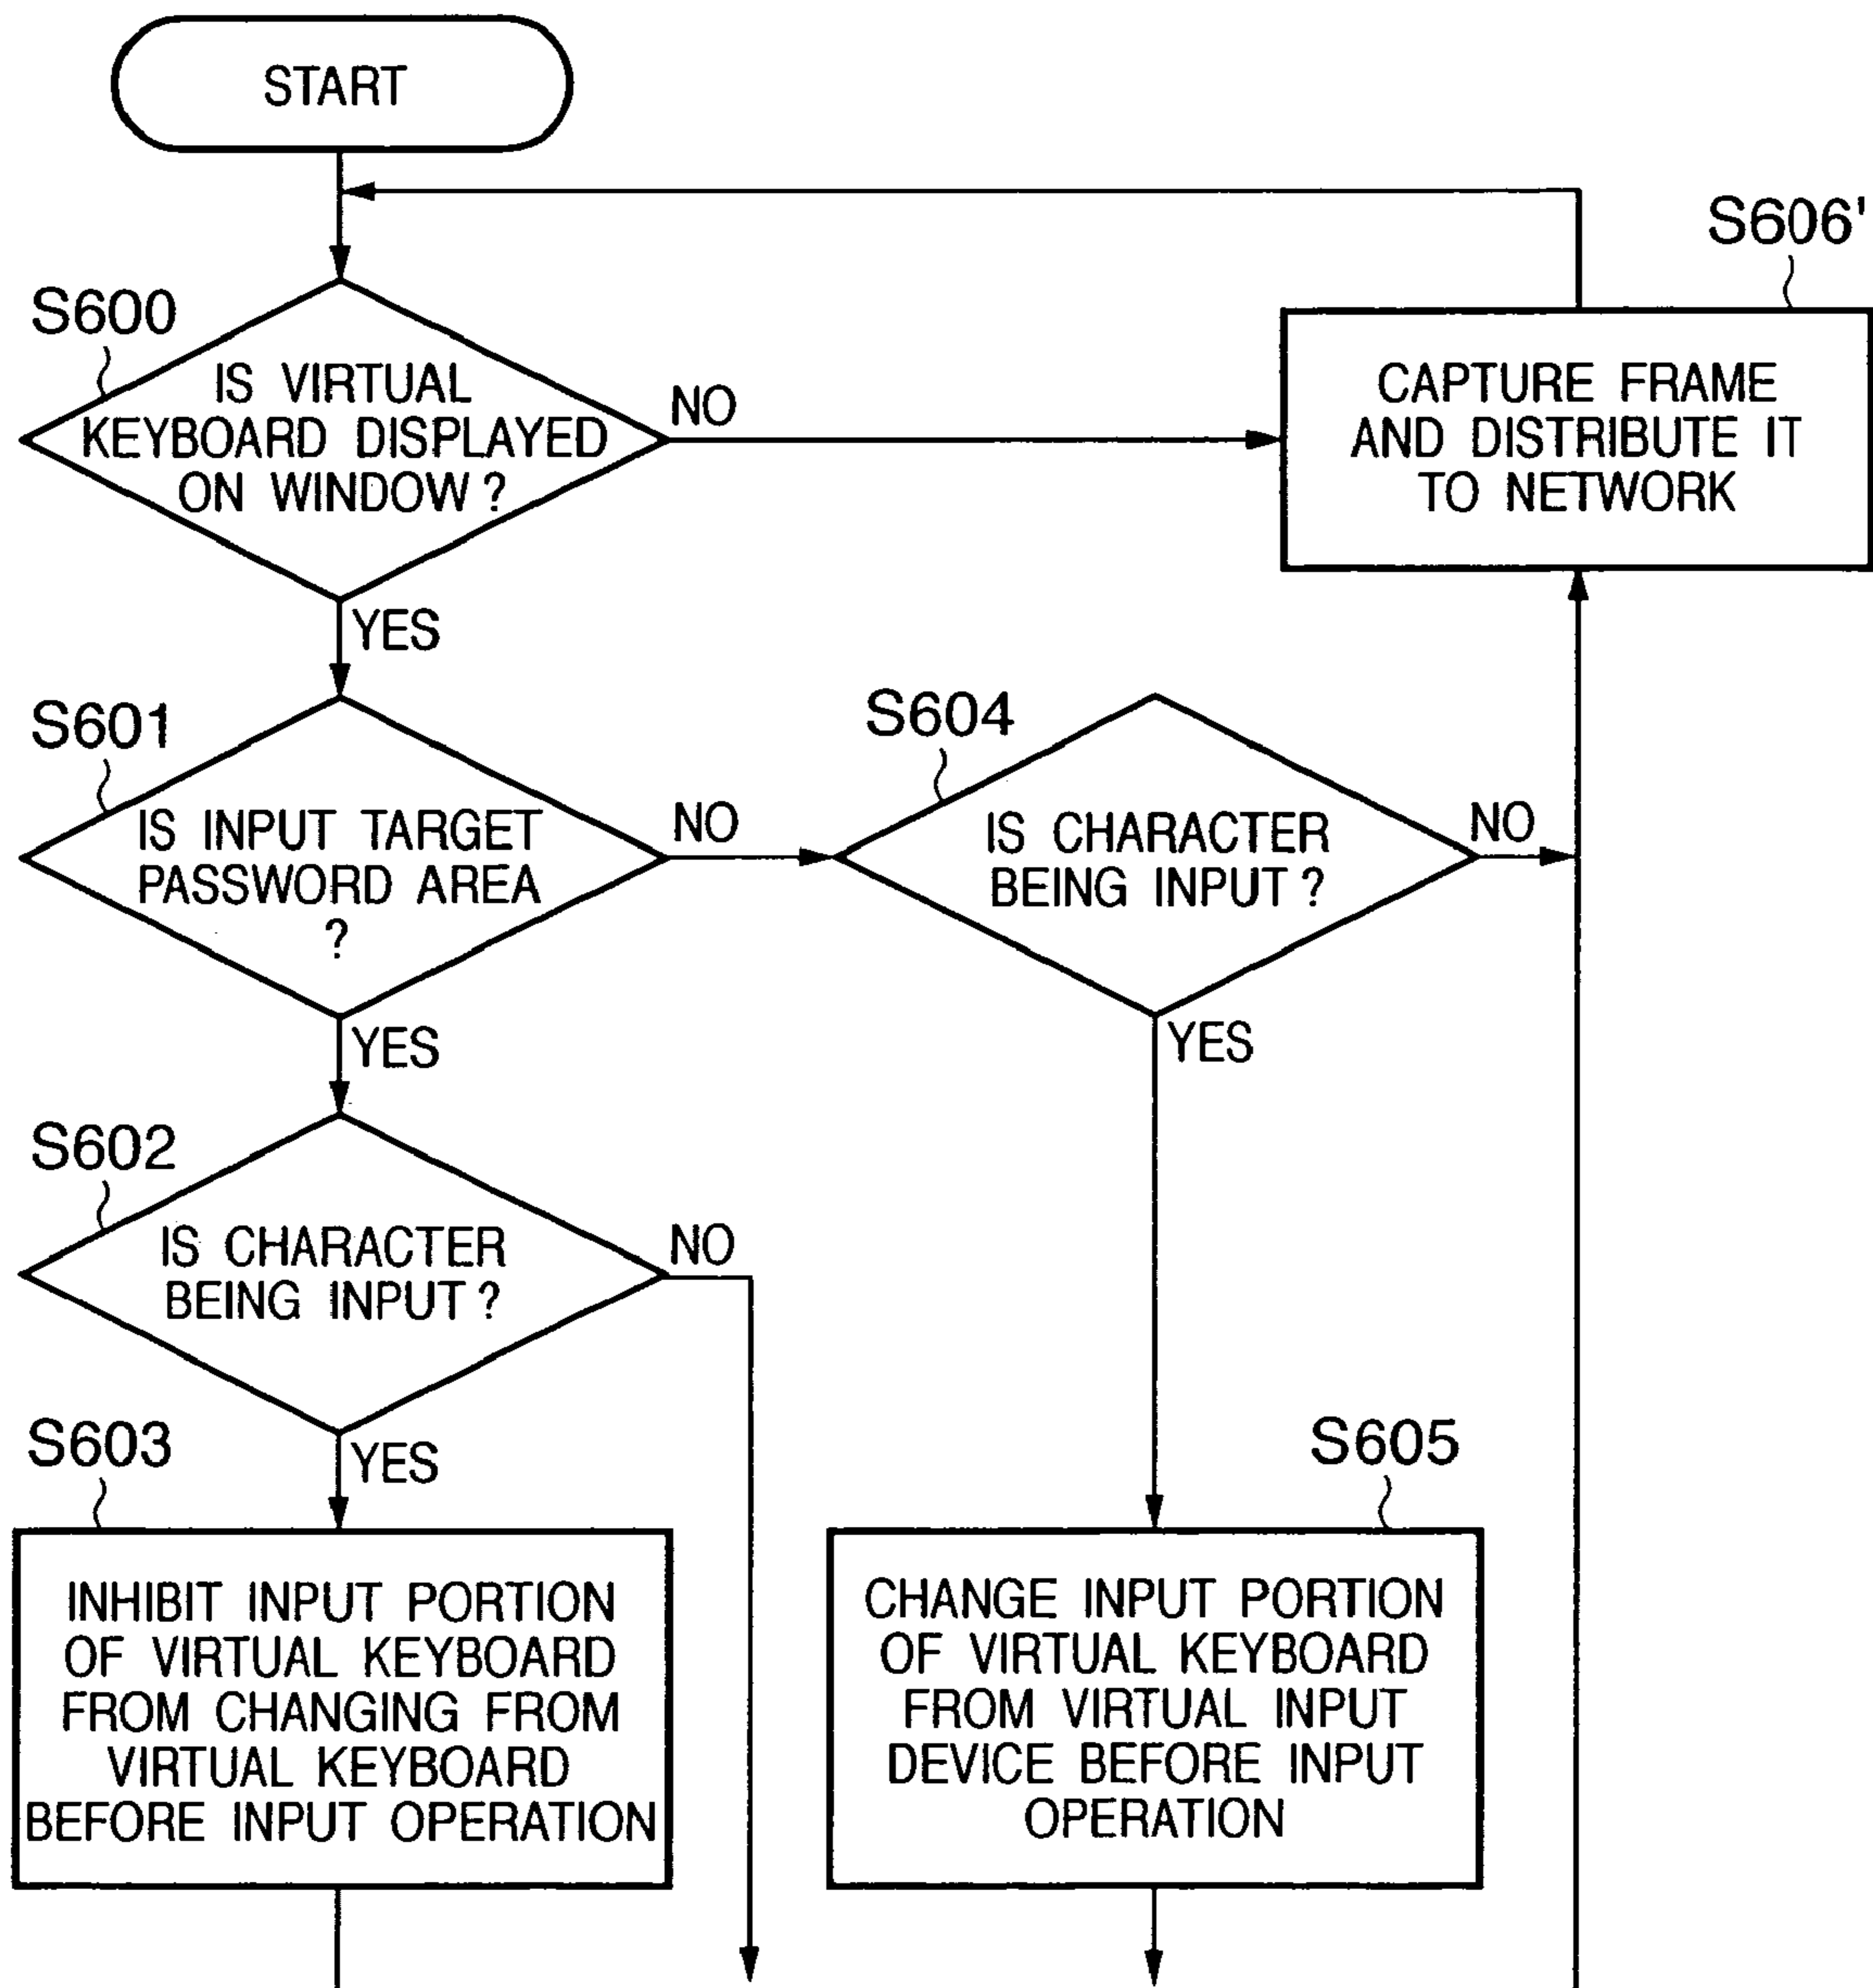 START
S606'
S600
IS VIRTUAL
KEYBOARD DISPLAYED
ON WINDOW ?
NO
CAPTURE FRAME
AND DISTRIBUTE IT
TO NETWORK
YES
S601
IS INPUT TARGET
PASSWORD AREA
?
NO
S604
IS CHARACTER
BEING INPUT ?
NO
YES
YES
S602
IS CHARACTER
BEING INPUT ?
NO
YES
S603
INHIBIT INPUT PORTION
OF VIRTUAL KEYBOARD
FROM CHANGING FROM
VIRTUAL KEYBOARD
BEFORE INPUT OPERATION
S605
CHANGE INPUT PORTION
OF VIRTUAL KEYBOARD
FROM VIRTUAL INPUT
DEVICE BEFORE INPUT
OPERATION